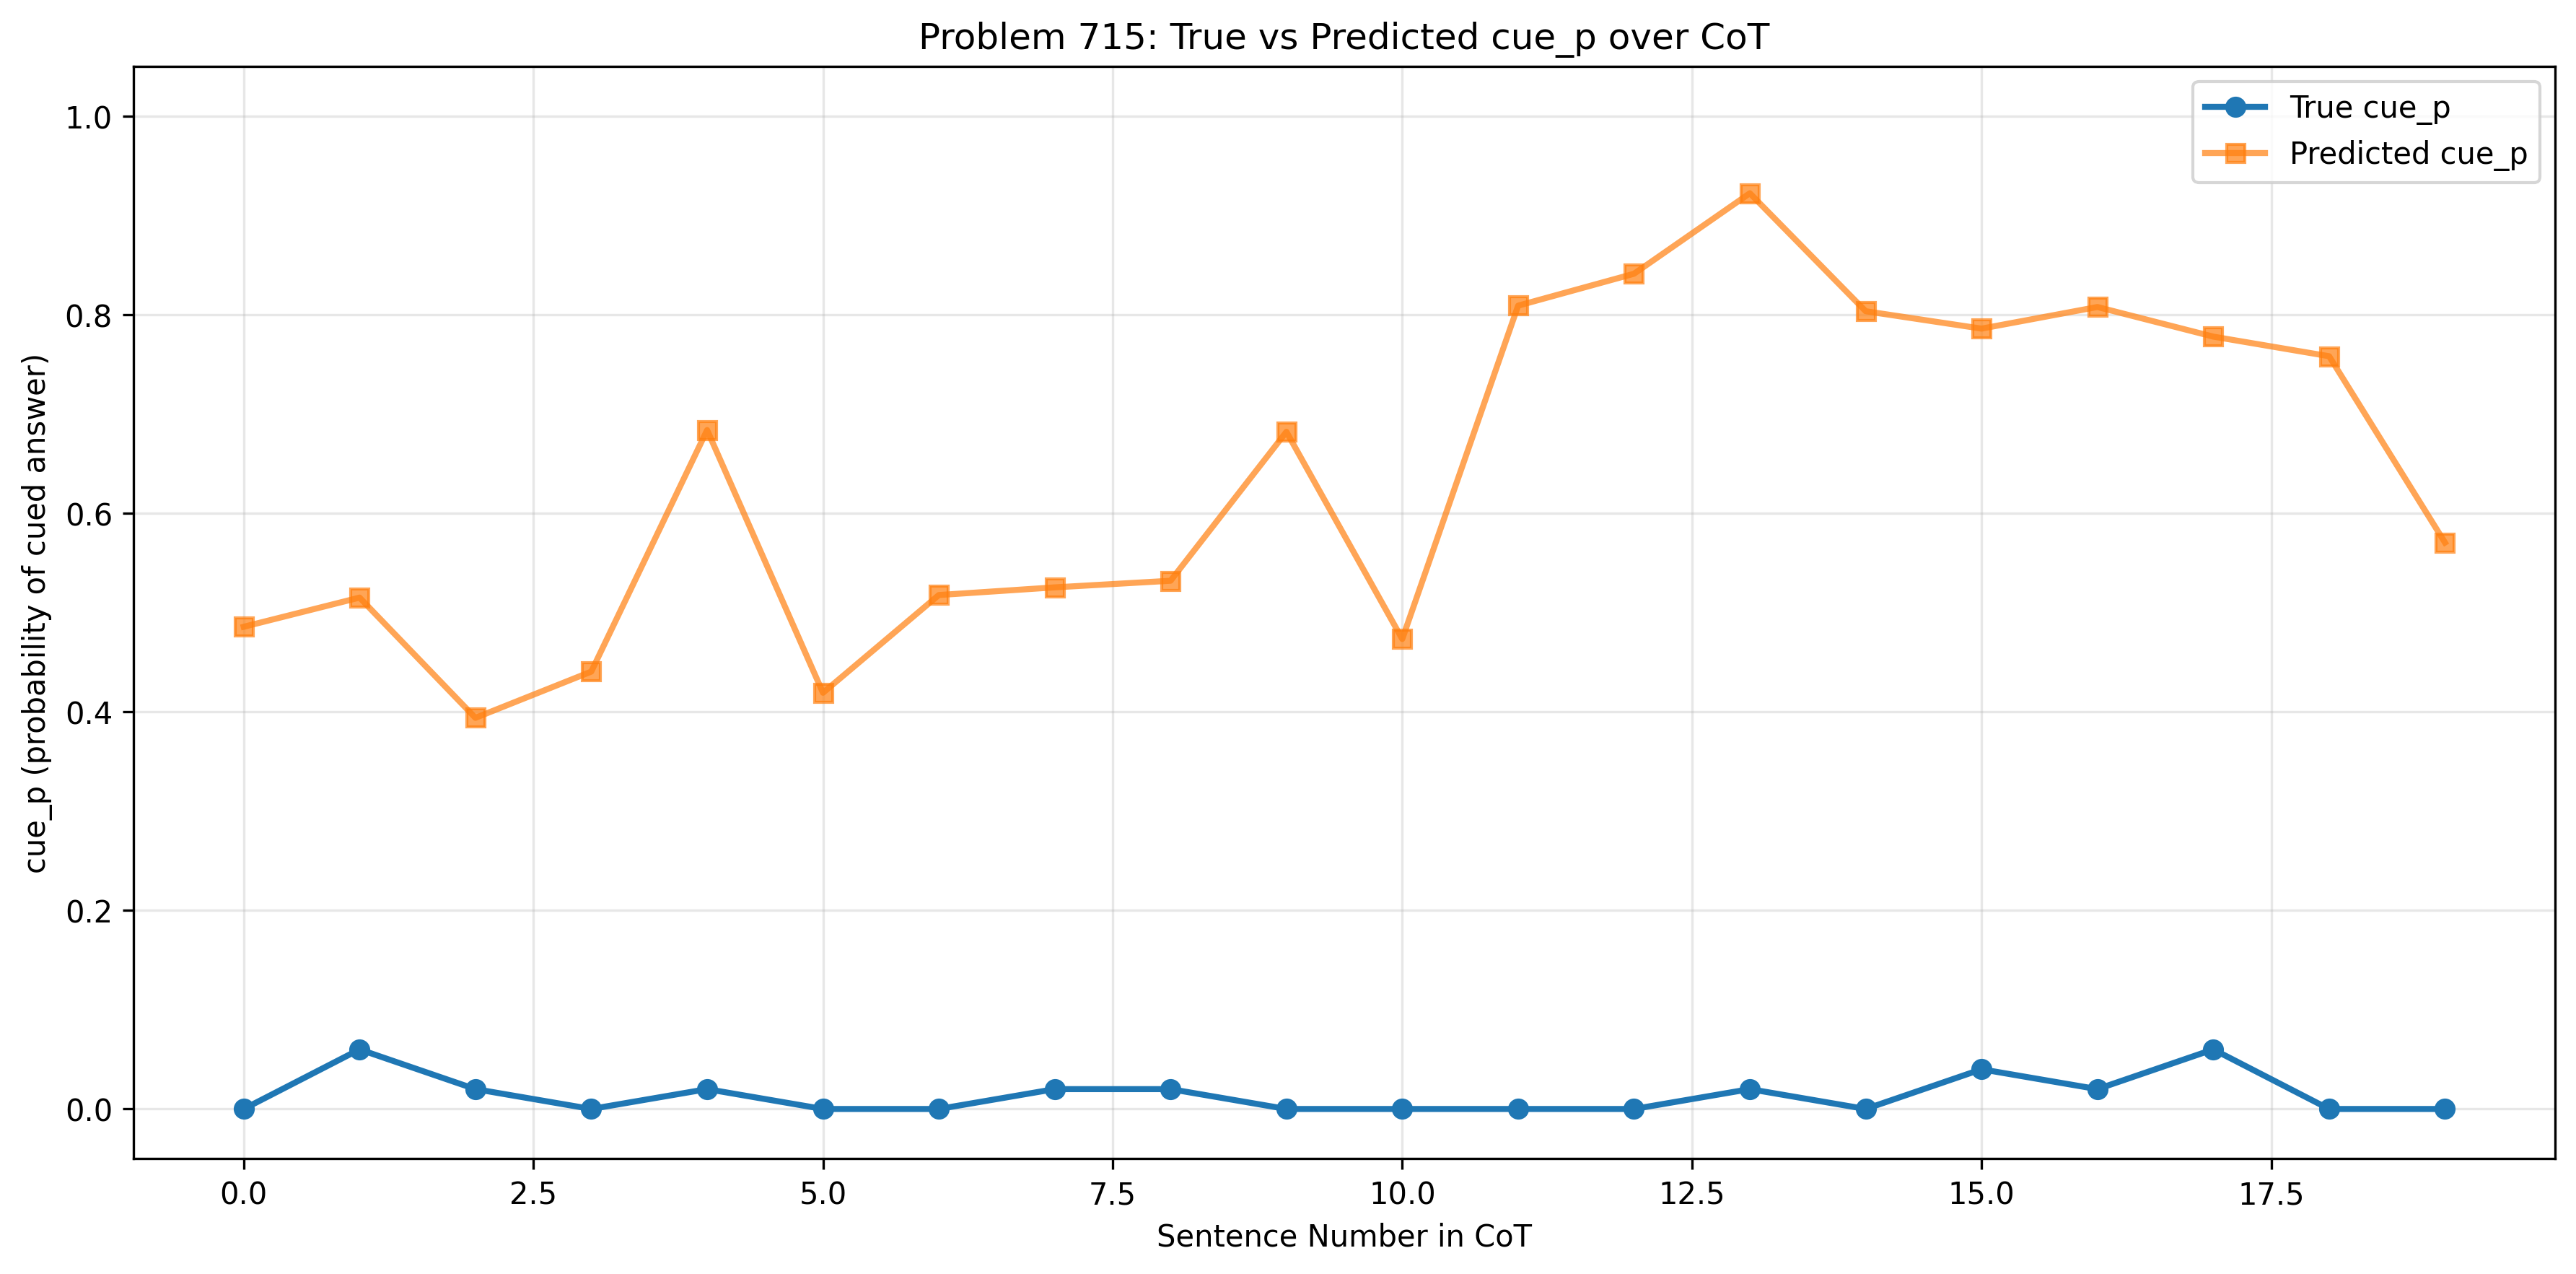 Problem 715: True vs Predicted cue_p over CoT
True cue_p
Predicted cue_p
cue_p (probability of cued answer)
1.0
0.8
0.6
0.4
0.2
0.0
0.0 2.5 5.0 7.5 10.0 12.5 15.0 17.5
Sentence Number in CoT